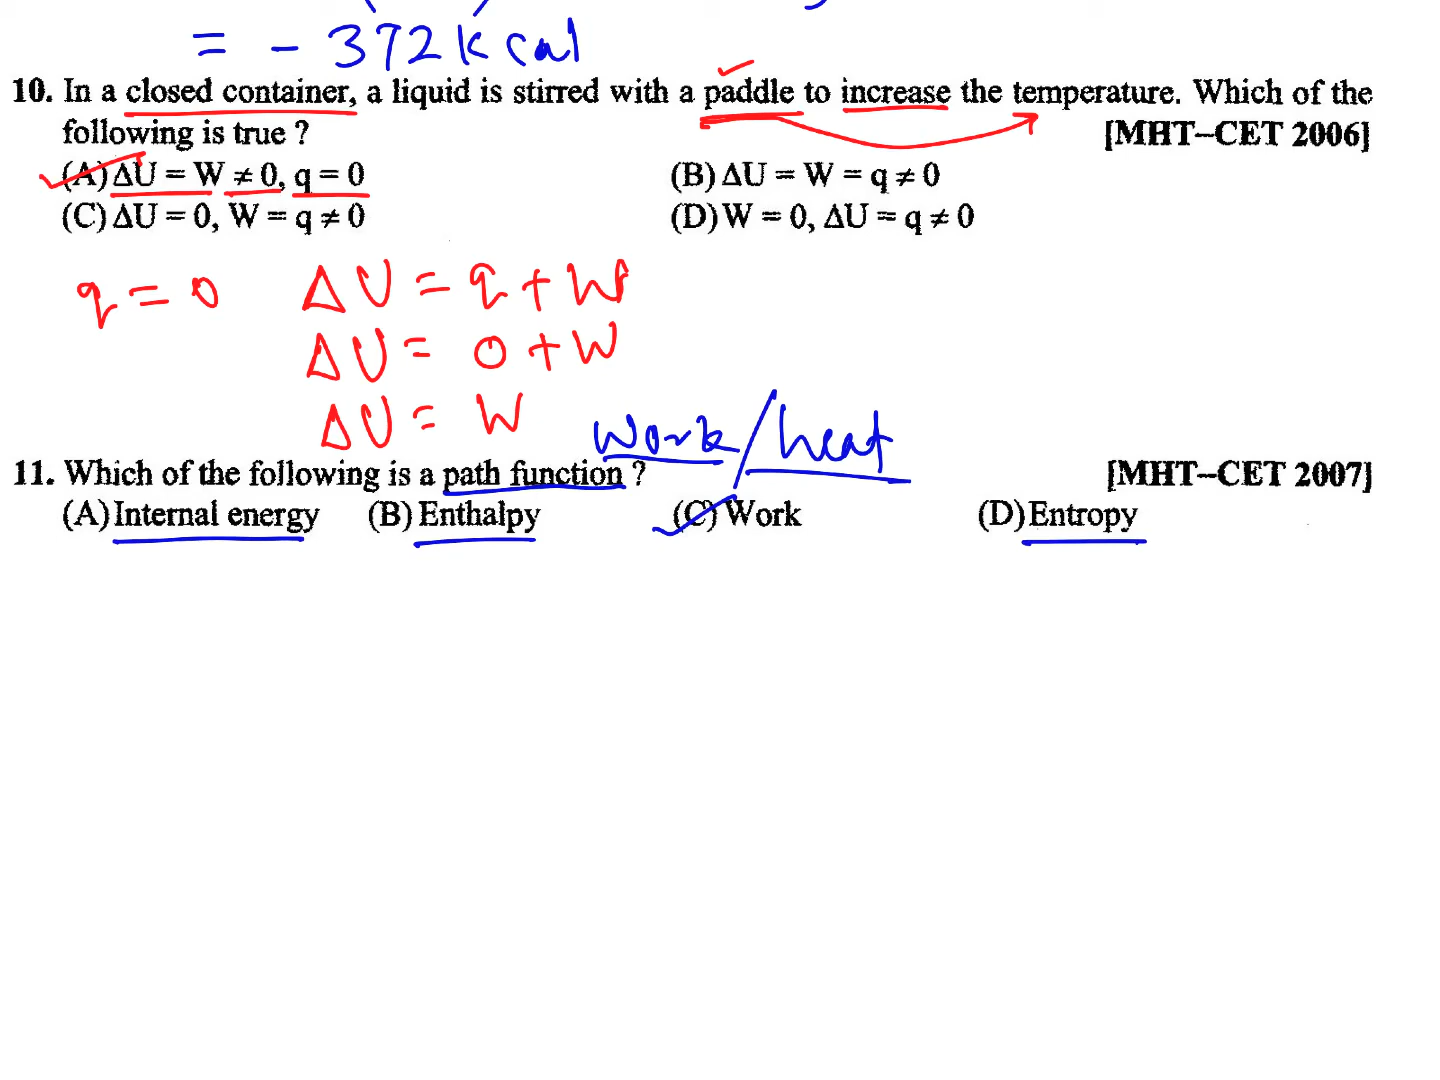 = - 372 kcal
10. In a closed container, a liquid is stirred with a paddle to increase the temperature. Which of the
following is true ? [MHT–CET 2006]
(A) ΔU = W ≠ 0, q = 0 (B) ΔU = W = q ≠ 0
(C) ΔU = 0, W = q ≠ 0 (D) W = 0, ΔU = q ≠ 0
q = 0 ΔU = q + W
ΔU = 0 + W
ΔU = W
work / heat
11. Which of the following is a path function ? [MHT–CET 2007]
(A) Internal energy (B) Enthalpy (C) Work (D) Entropy